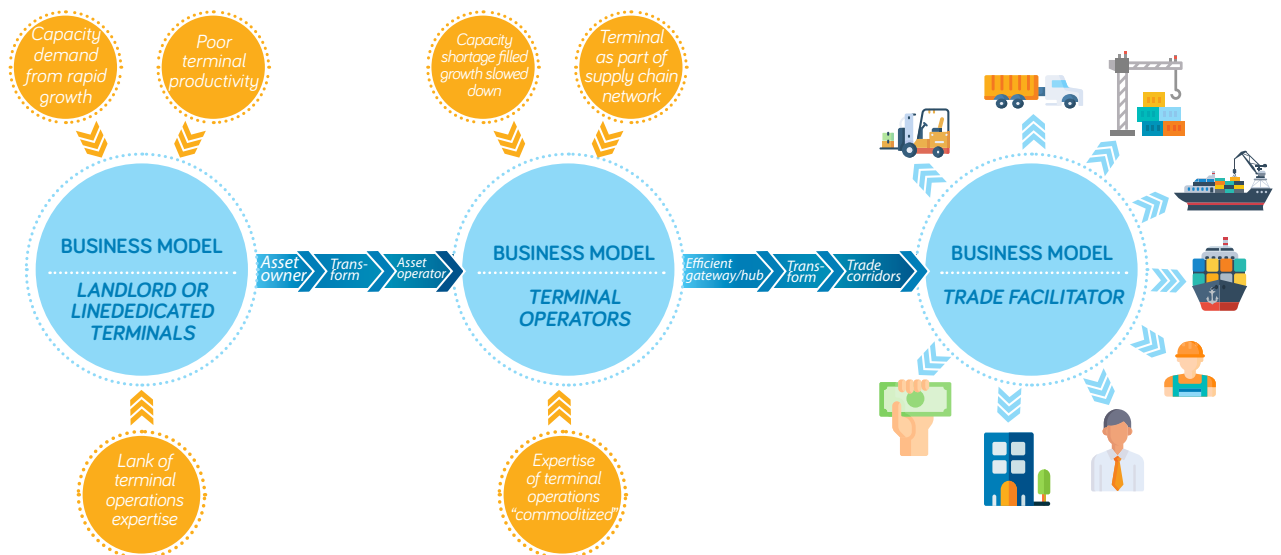 Capacity
demand
from rapid
growth
Poor
terminal
productivity
Capacity
shortage filled
growth slowed
down
Terminal
as part of
supply chain
network
BUSINESS MODEL
LANDLORD OR
LINEDEDICATED
TERMINALS
Asset
owner
Trans-
form
Asset
operator
BUSINESS MODEL
TERMINAL
OPERATORS
Efficient
gateway/hub
Trans-
form
Trade
corridors
BUSINESS MODEL
TRADE FACILITATOR
Lank of
terminal
operations
expertise
Expertise
of terminal
operations
“commoditized”